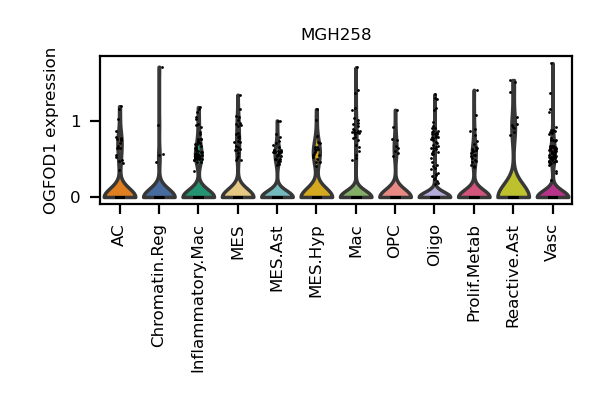 MGH258
OGFOD1 expression
1
0
AC
Chromatin.Reg
Inflammatory.Mac
MES
MES.Ast
MES.Hyp
Mac
OPC
Oligo
Prolif.Metab
Reactive.Ast
Vasc